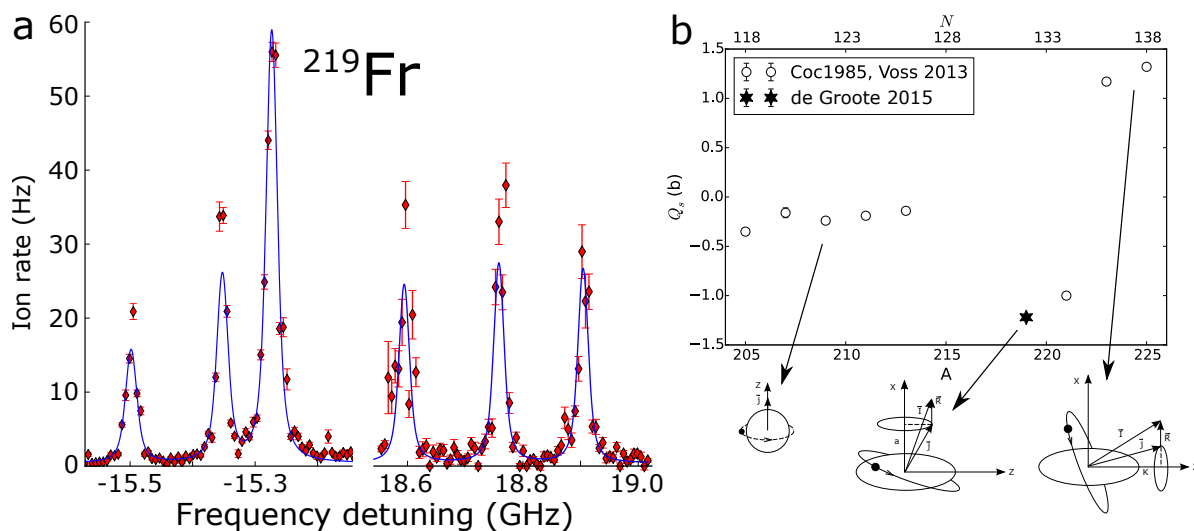 a
²¹⁹Fr
Ion rate (Hz)
60
50
40
30
20
10
0
-15.5
-15.3
18.6
18.8
19.0
Frequency detuning (GHz)
b
N
118
123
128
133
138
Coc1985, Voss 2013
de Groote 2015
Qₛ (b)
1.5
1.0
0.5
0.0
−0.5
−1.0
−1.5
205
210
215
220
225
A
z
J
x
I
R
a
J
z
x
I
J
R
K